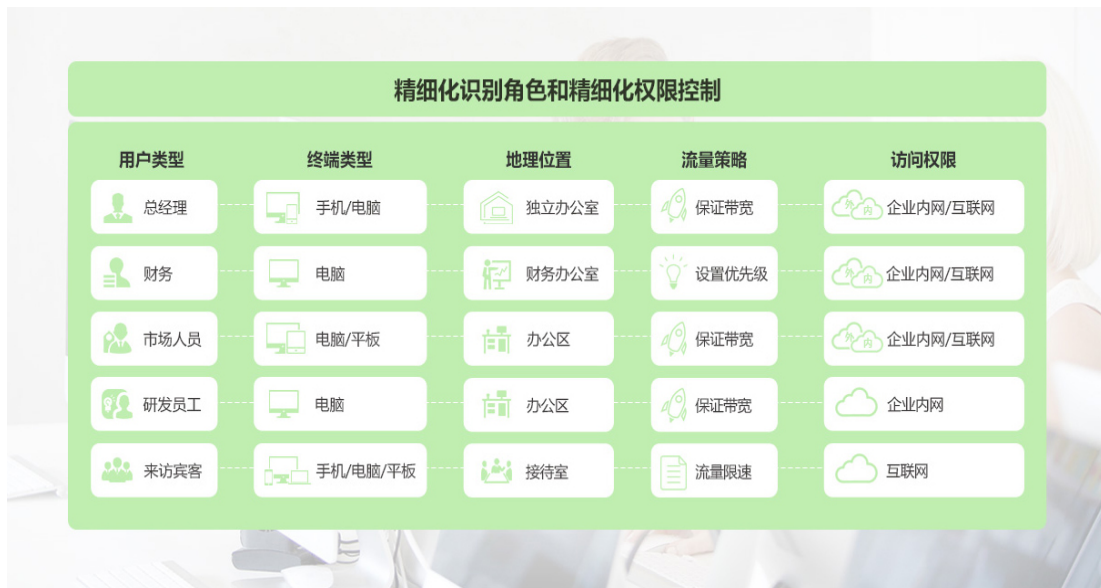 精细化识别角色和精细化权限控制
用户类型 终端类型 地理位置 流量策略 访问权限
总经理 手机/电脑 独立办公室 保证带宽 外 内 企业内网/互联网
财务 电脑 财务办公室 设置优先级 外 内 企业内网/互联网
市场人员 电脑/平板 办公区 保证带宽 外 内 企业内网/互联网
研发员工 电脑 办公区 保证带宽 企业内网
来访宾客 手机/电脑/平板 接待室 流量限速 互联网